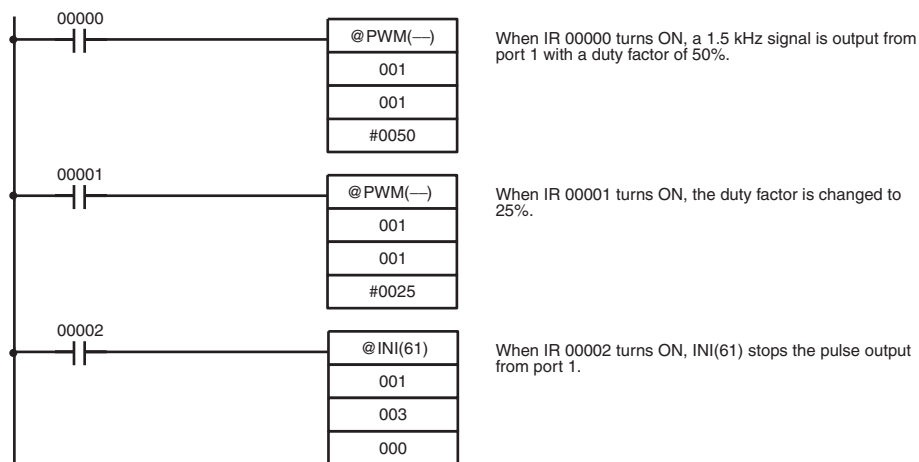 00000
@PWM(––)
001
001
#0050
When IR 00000 turns ON, a 1.5 kHz signal is output from
port 1 with a duty factor of 50%.
00001
@PWM(––)
001
001
#0025
When IR 00001 turns ON, the duty factor is changed to
25%.
00002
@INI(61)
001
003
000
When IR 00002 turns ON, INI(61) stops the pulse output
from port 1.